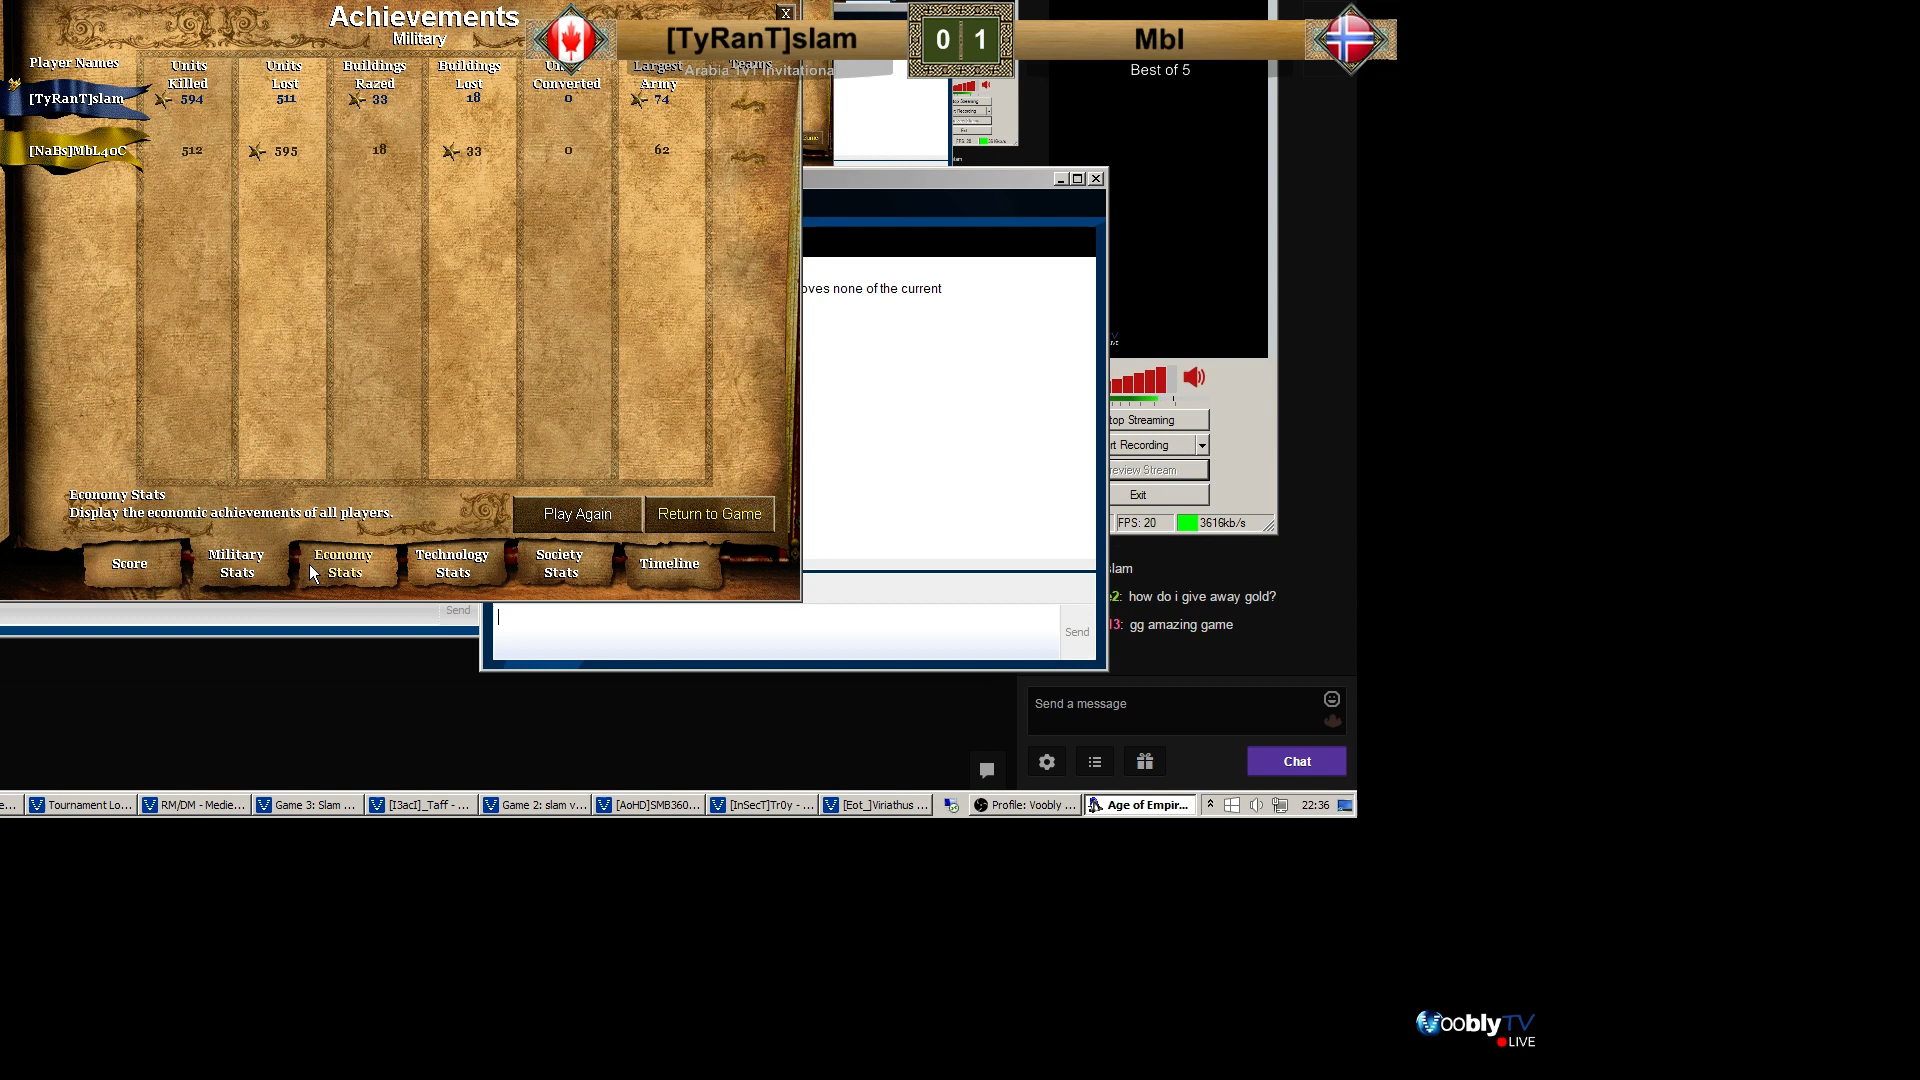 Achievements
Military
[TyRanT]slam
0 1
Mbl
Arabia 1v1 Invitational
Best of 5
Player Names
Units Killed
Units Lost
Buildings Razed
Buildings Lost
Converted
Largest Army
Teams
[TyRanT]slam 594 511 33 18 0 74
[NaBs]MbL40C 512 595 18 33 0 62
oves none of the current
top Streaming
rt Recording
review Stream
Exit
FPS: 20
3616kb/s
Economy Stats
Display the economic achievements of all players.
Play Again
Return to Game
Score
Military Stats
Economy Stats
Technology Stats
Society Stats
Timeline
Send
Send
slam
2: how do i give away gold?
13: gg amazing game
Send a message
Chat
e...
Tournament Lo...
RM/DM - Medie...
Game 3: Slam ...
[I3acI]_Taff - ...
Game 2: slam v...
[AoHD]SMB360...
[InSecT]Tr0y - ...
[Eot_]Viriathus ...
Profile: Voobly ...
Age of Empir...
22:36
VooblyTV
LIVE